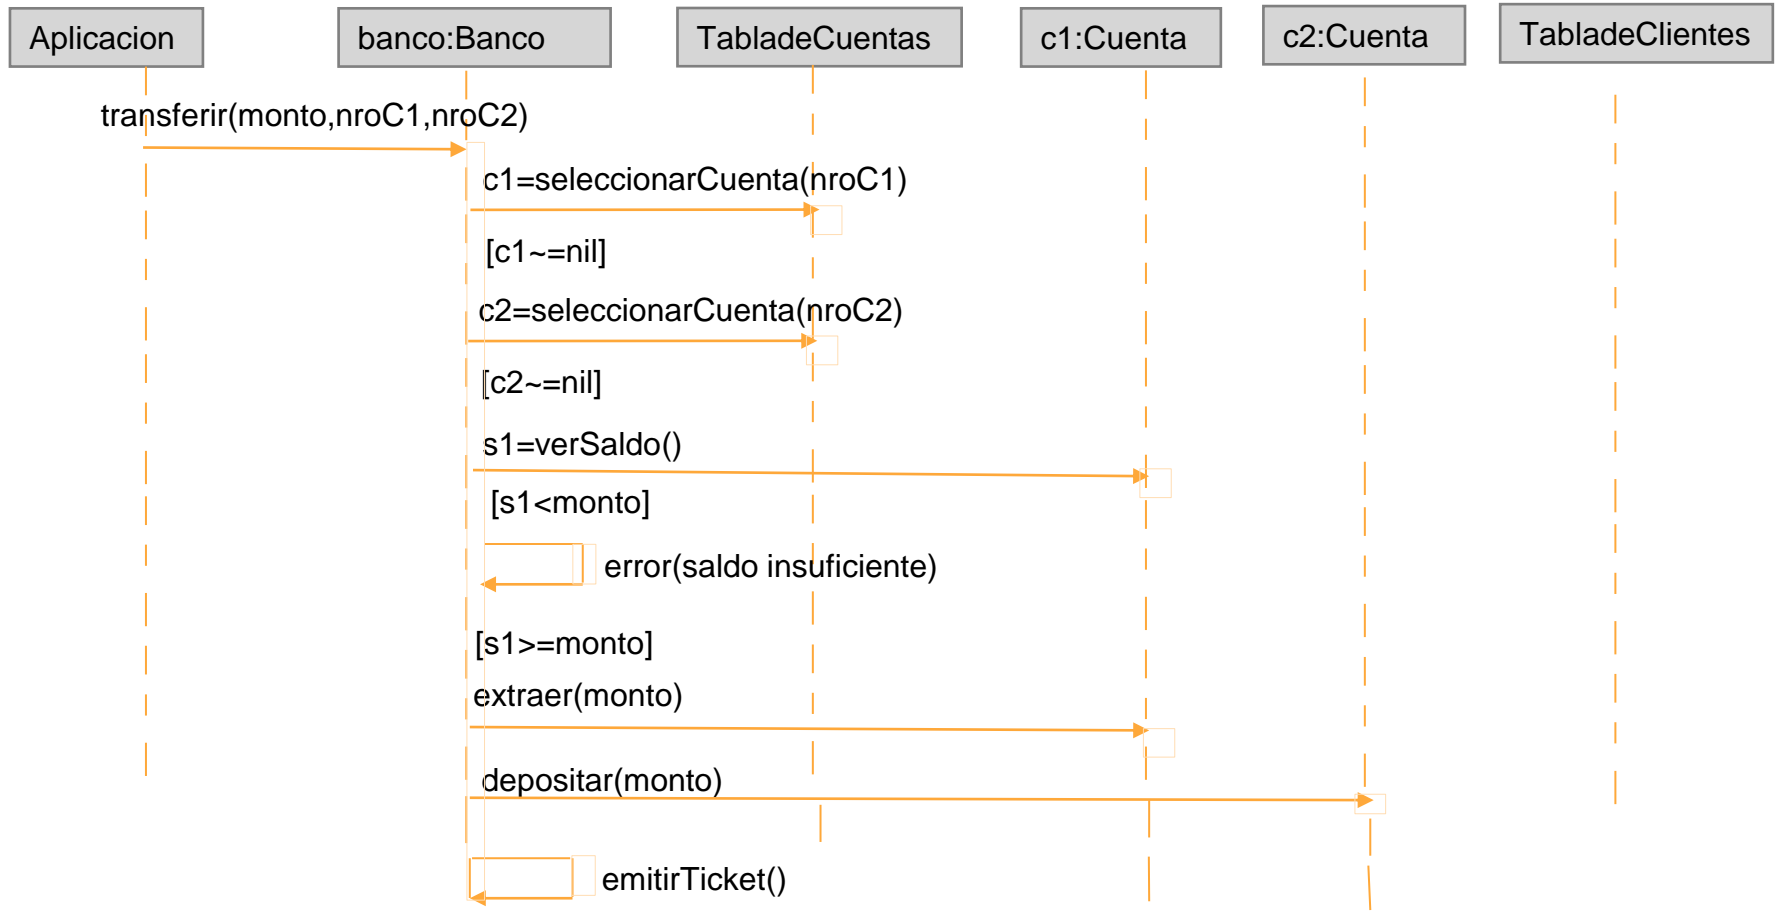 Aplicacion
banco:Banco
TabladeCuentas
c1:Cuenta
c2:Cuenta
TabladeClientes
transferir(monto,nroC1,nroC2)
c1=seleccionarCuenta(nroC1)
[c1~=nil]
c2=seleccionarCuenta(nroC2)
[c2~=nil]
s1=verSaldo()
[s1<monto]
error(saldo insuficiente)
[s1>=monto]
extraer(monto)
depositar(monto)
emitirTicket()